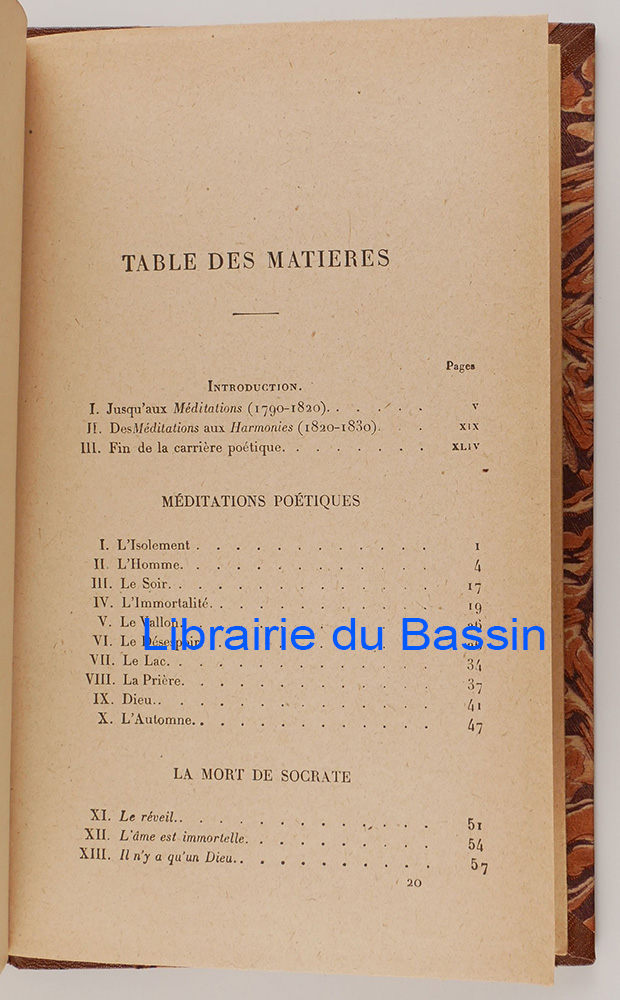 TABLE DES MATIERES
Pages
INTRODUCTION.
I. Jusqu'aux Méditations (1790-1820). . . . . . V
II. Des Méditations aux Harmonies (1820-1830). . . XIX
III. Fin de la carrière poétique. . . . . . . . XLIV
MÉDITATIONS POÉTIQUES
I. L'Isolement . . . . . . . . . . . . 1
II. L'Homme. . . . . . . . . . . . . 4
III. Le Soir. . . . . . . . . . . . . 17
IV. L'Immortalité. . . . . . . . . . . . 19
V. Le Vallon. . . . . . . . . . . .
VI. Le Désespoir
Librairie du Bassin
VII. Le Lac. . . . . . . . . . . . . 34
VIII. La Prière. . . . . . . . . . . . 37
IX. Dieu. . . . . . . . . . . . . . 41
X. L'Automne. . . . . . . . . . . . 47
LA MORT DE SOCRATE
XI. Le réveil. . . . . . . . . . . . . 51
XII. L'âme est immortelle. . . . . . . . . . 54
XIII. Il n'y a qu'un Dieu. . . . . . . . . . 57
20